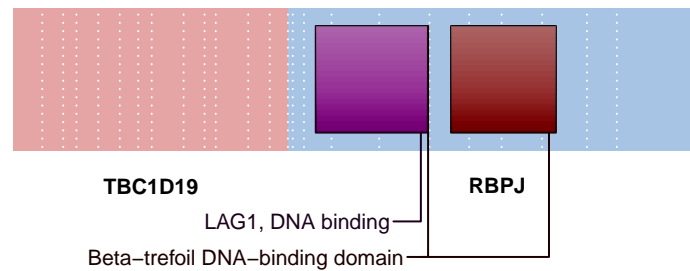 TBC1D19 RBPJ
LAG1, DNA binding
Beta−trefoil DNA−binding domain